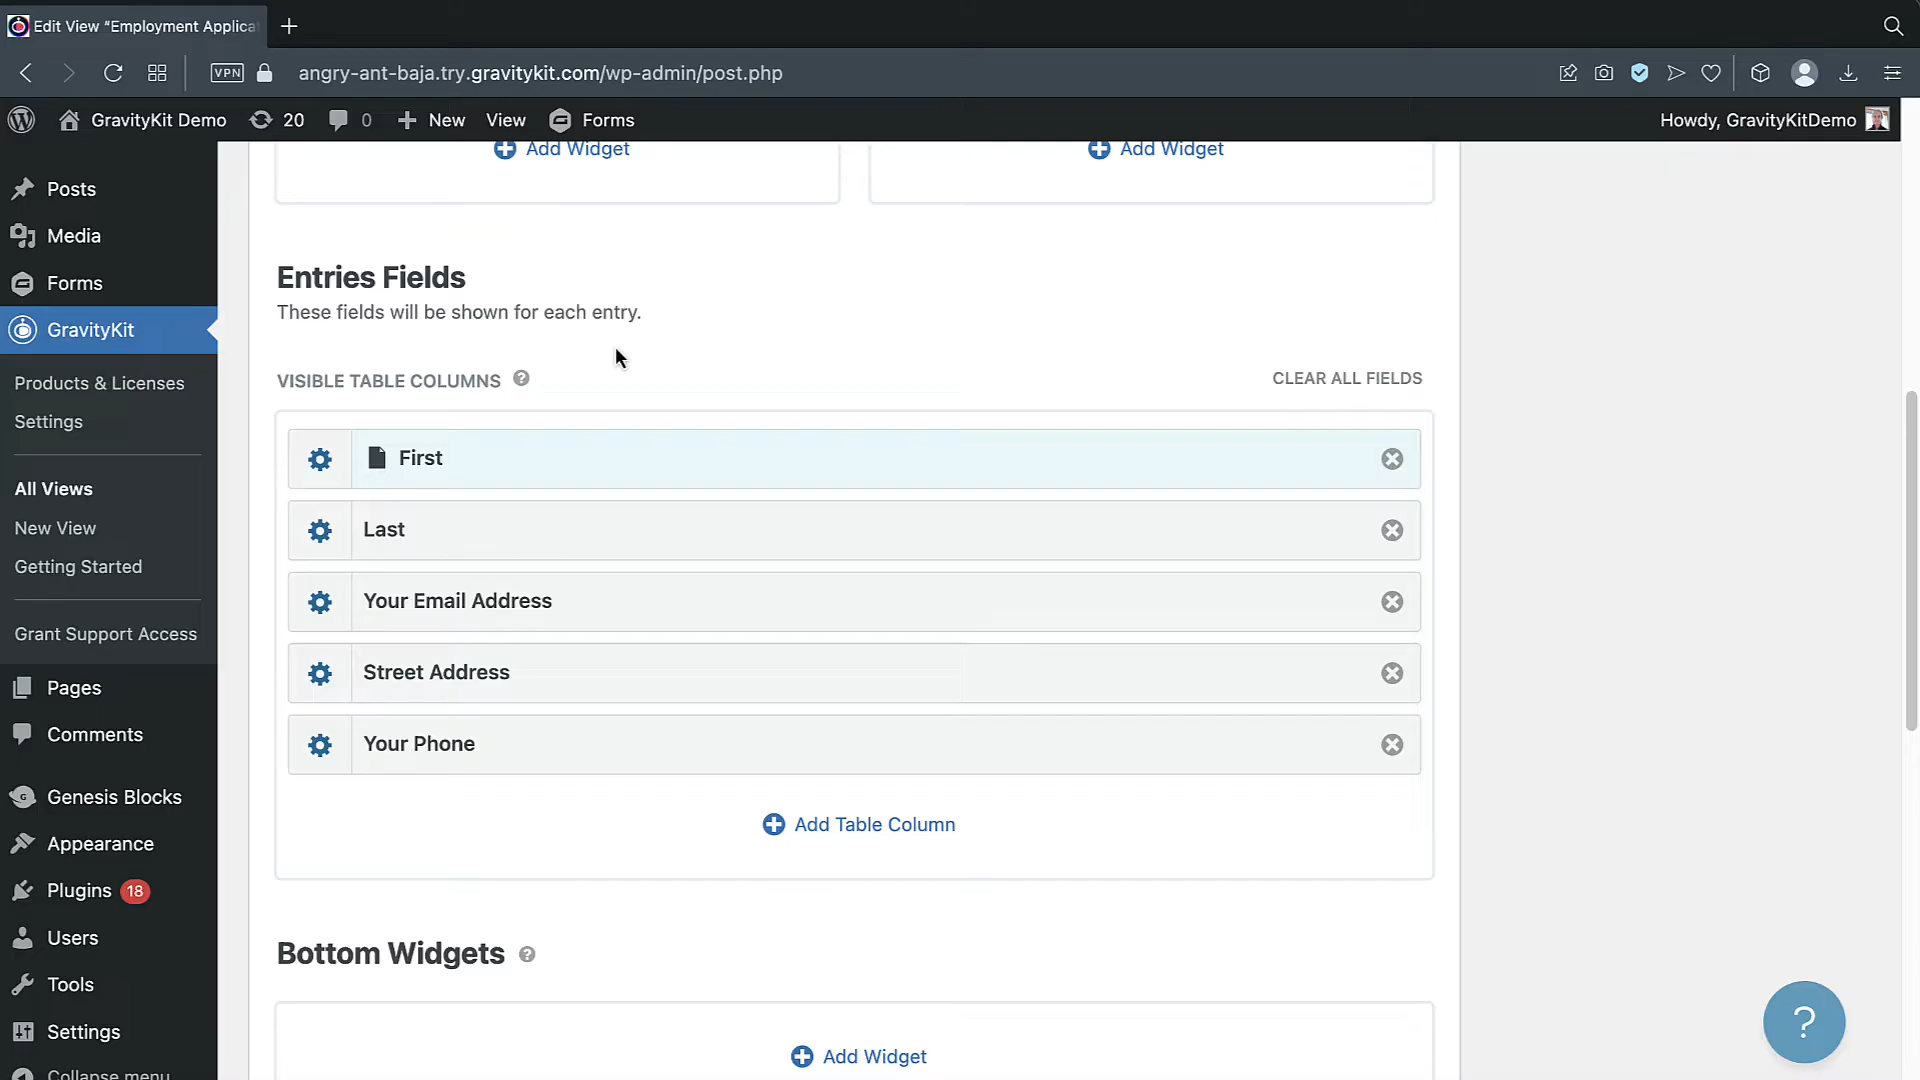 Edit View “Employment Applica
VPN
angry-ant-baja.try.gravitykit.com/wp-admin/post.php
GravityKit Demo
20
0
New
View
Forms
Howdy, GravityKitDemo
Posts
Media
Forms
GravityKit
Products & Licenses
Settings
All Views
New View
Getting Started
Grant Support Access
Pages
Comments
Genesis Blocks
Appearance
Plugins 18
Users
Tools
Settings
Collapse menu
Add Widget
Add Widget
Entries Fields
These fields will be shown for each entry.
VISIBLE TABLE COLUMNS ?
CLEAR ALL FIELDS
First
Last
Your Email Address
Street Address
Your Phone
Add Table Column
Bottom Widgets ?
Add Widget
?